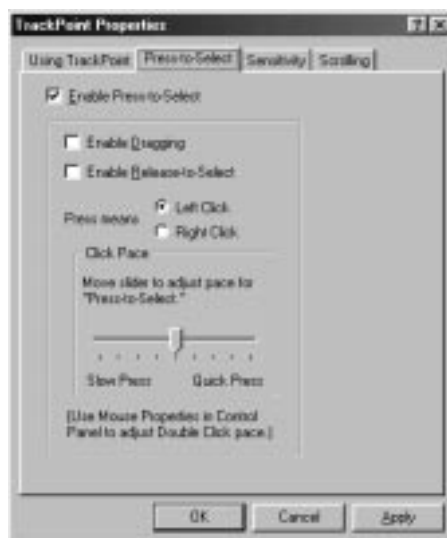 TrackPoint Properties
Using TrackPoint Press-to-Select Sensitivity Scrolling
Enable Press-to-Select
Enable Dragging
Enable Release-to-Select
Press means Left Click
Right Click
Click Pace
Move slider to adjust pace for
"Press-to-Select."
Slow Press Quick Press
(Use Mouse Properties in Control
Panel to adjust Double Click pace.)
OK Cancel Apply